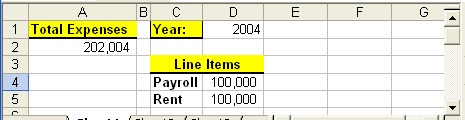 A B C D E F G
1 Total Expenses Year: 2004
2 202,004
3 Line Items
4 Payroll 100,000
5 Rent 100,000